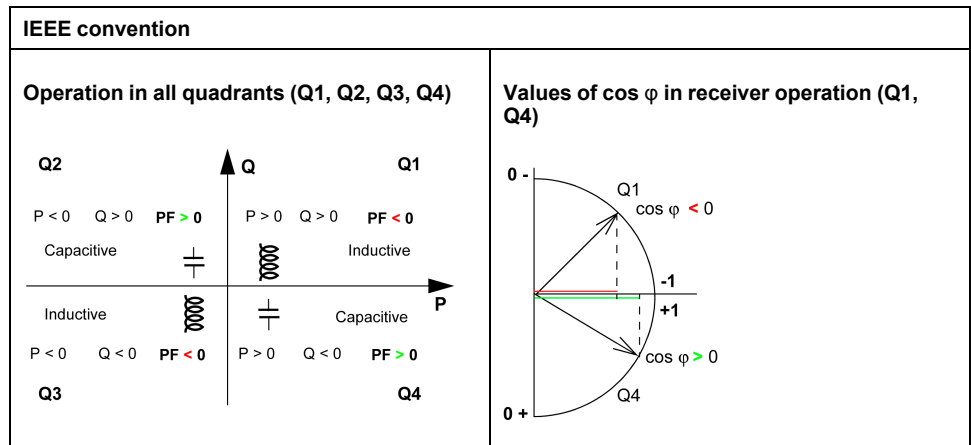 IEEE convention
Operation in all quadrants (Q1, Q2, Q3, Q4)
Q2
Q
Q1
P < 0 Q > 0 PF > 0
P > 0 Q > 0 PF < 0
Capacitive
Inductive
P
Inductive
Capacitive
P < 0 Q < 0 PF < 0
P > 0 Q < 0 PF > 0
Q3
Q4
Values of cos φ in receiver operation (Q1,
Q4)
0 -
Q1
cos φ < 0
-1
+1
cos φ > 0
Q4
0 +